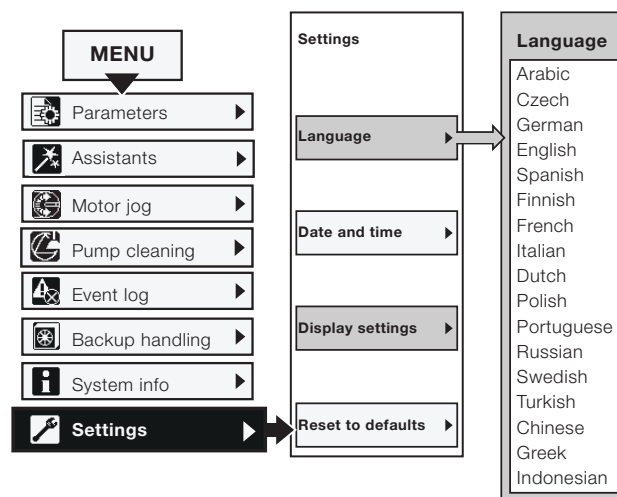 MENU
Parameters
Assistants
Motor jog
Pump cleaning
Event log
Backup handling
System info
Settings
Settings
Language
Date and time
Display settings
Reset to defaults
Language
Arabic
Czech
German
English
Spanish
Finnish
French
Italian
Dutch
Polish
Portuguese
Russian
Swedish
Turkish
Chinese
Greek
Indonesian